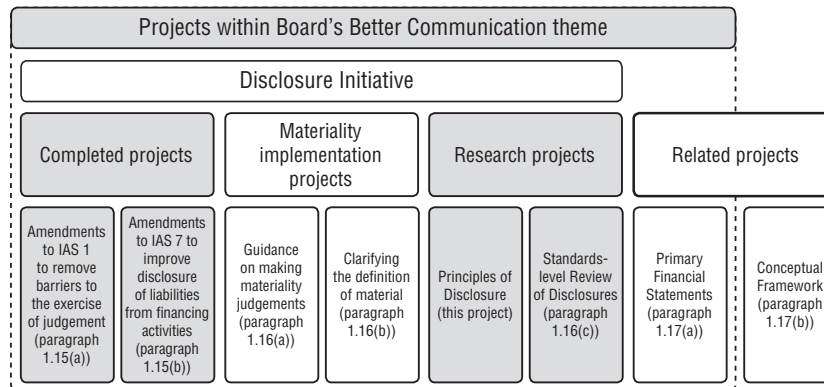 Projects within Board's Better Communication theme
Disclosure Initiative
Completed projects
Materiality
implementation
projects
Research projects
Related projects
Amendments
to IAS 1
to remove
barriers to
the exercise
of judgement
(paragraph
1.15(a))
Amendments
to IAS 7 to
improve
disclosure
of liabilities
from financing
activities
(paragraph
1.15(b))
Guidance
on making
materiality
judgements
(paragraph
1.16(a))
Clarifying
the definition
of material
(paragraph
1.16(b))
Principles of
Disclosure
(this project)
Standards-
level Review
of Disclosures
(paragraph
1.16(c))
Primary
Financial
Statements
(paragraph
1.17(a))
Conceptual
Framework
(paragraph
1.17(b))